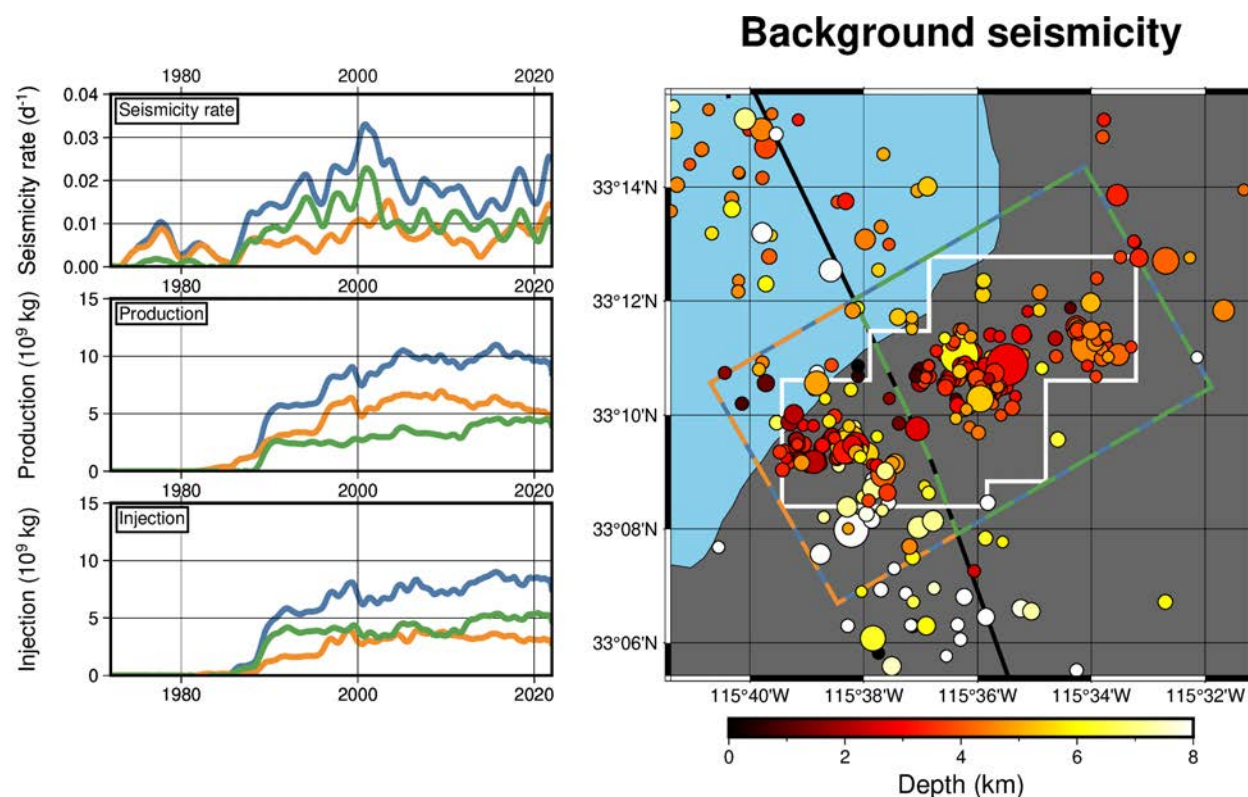 Background seismicity
1980 2000 2020
Seismicity rate (d⁻¹)
0.04
0.03
0.02
0.01
0.00
Seismicity rate
Production (10⁹ kg)
15
10
5
0
Production
Injection (10⁹ kg)
15
10
5
0
Injection
1980 2000 2020
33°14'N
33°12'N
33°10'N
33°08'N
33°06'N
115°40'W 115°38'W 115°36'W 115°34'W 115°32'W
0 2 4 6 8
Depth (km)